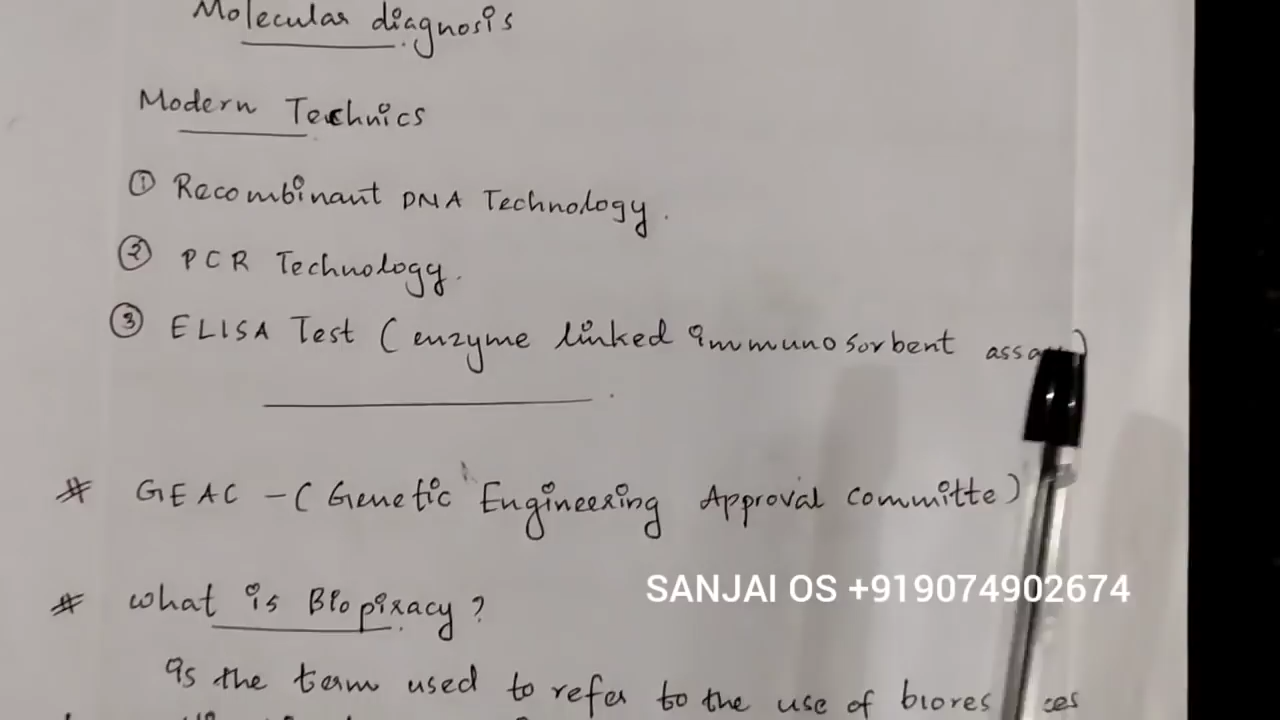 Molecular diagnosis
Modern Technics
① Recombinant DNA Technology.
② PCR Technology.
③ ELISA Test (enzyme linked immunosorbent
* GEAC - (Genetic Engineering Approval committe)
SANJAI OS +919074902674
* what is Biopiracy?
is the term used to refer to the use of